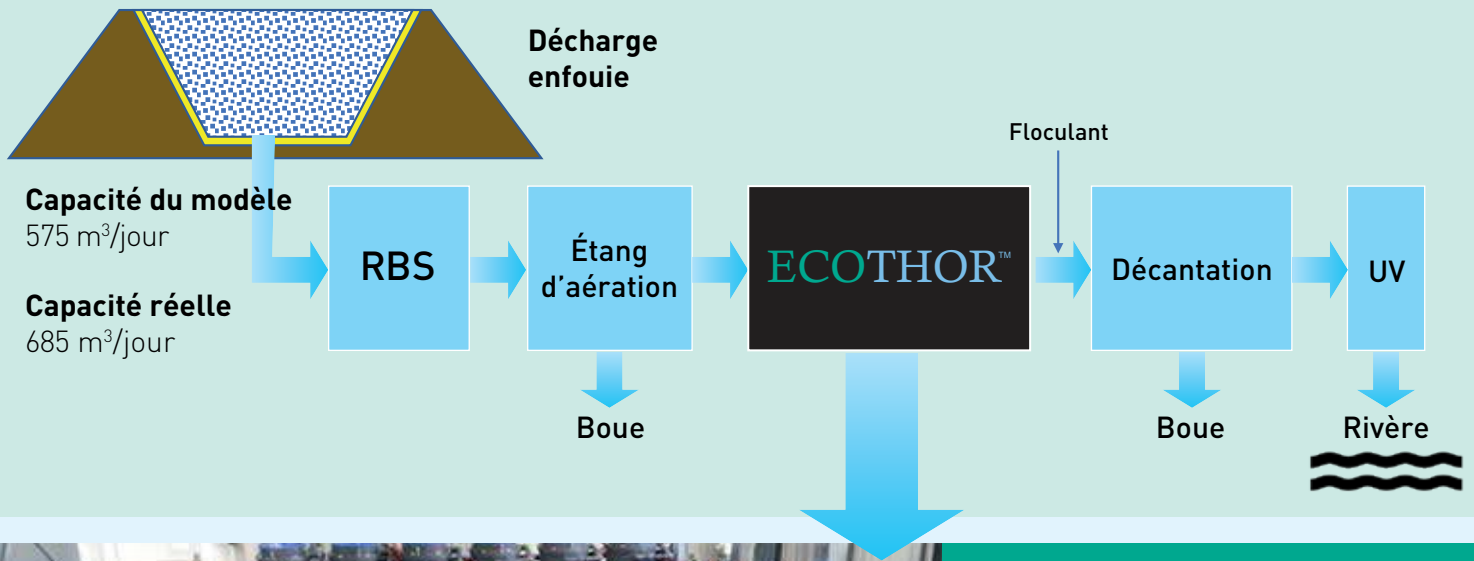 Décharge
enfouie
Floculant
Capacité du modèle
575 m³/jour
Capacité réelle
685 m³/jour
RBS
Étang
d'aération
ECOTHOR™
Décantation
UV
Boue
Boue
Rivère